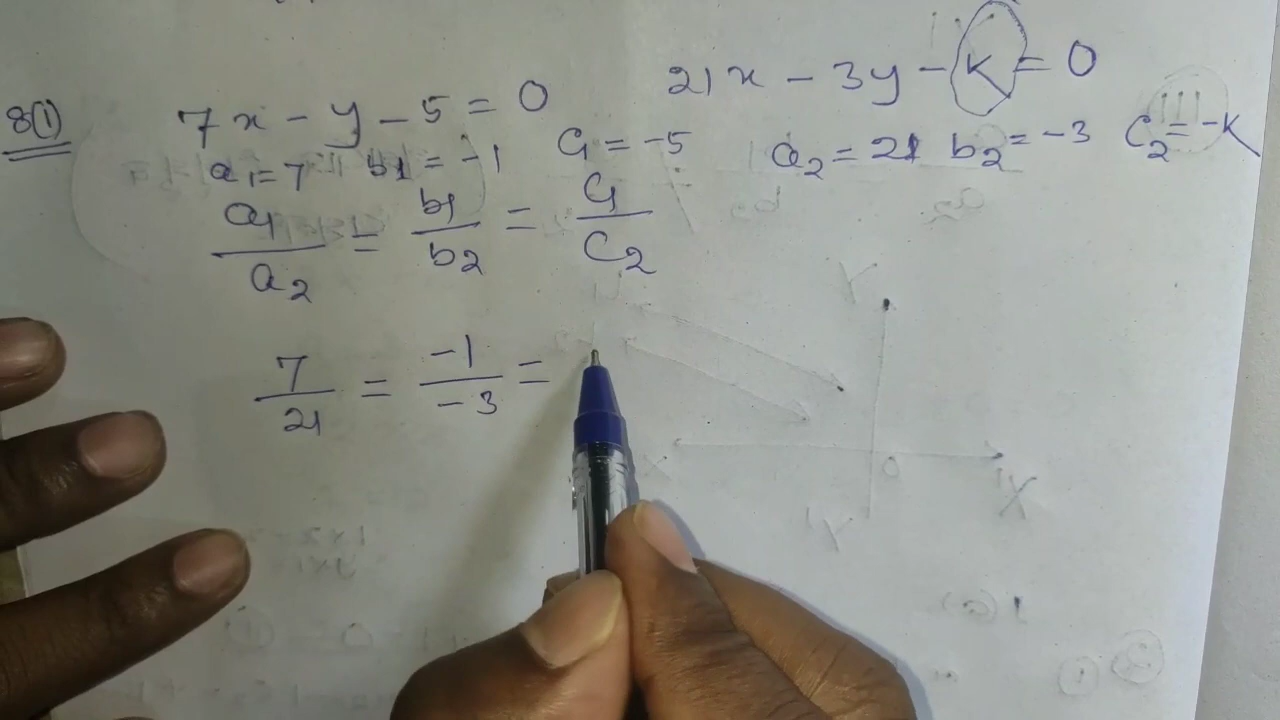 8(1) 7x - y - 5 = 0 21x - 3y - K = 0
a1 = 7 b1 = -1 C1 = -5 a2 = 21 b2 = -3 C2 = -K
a1/a2 = b1/b2 = C1/C2
7/21 = -1/-3 =